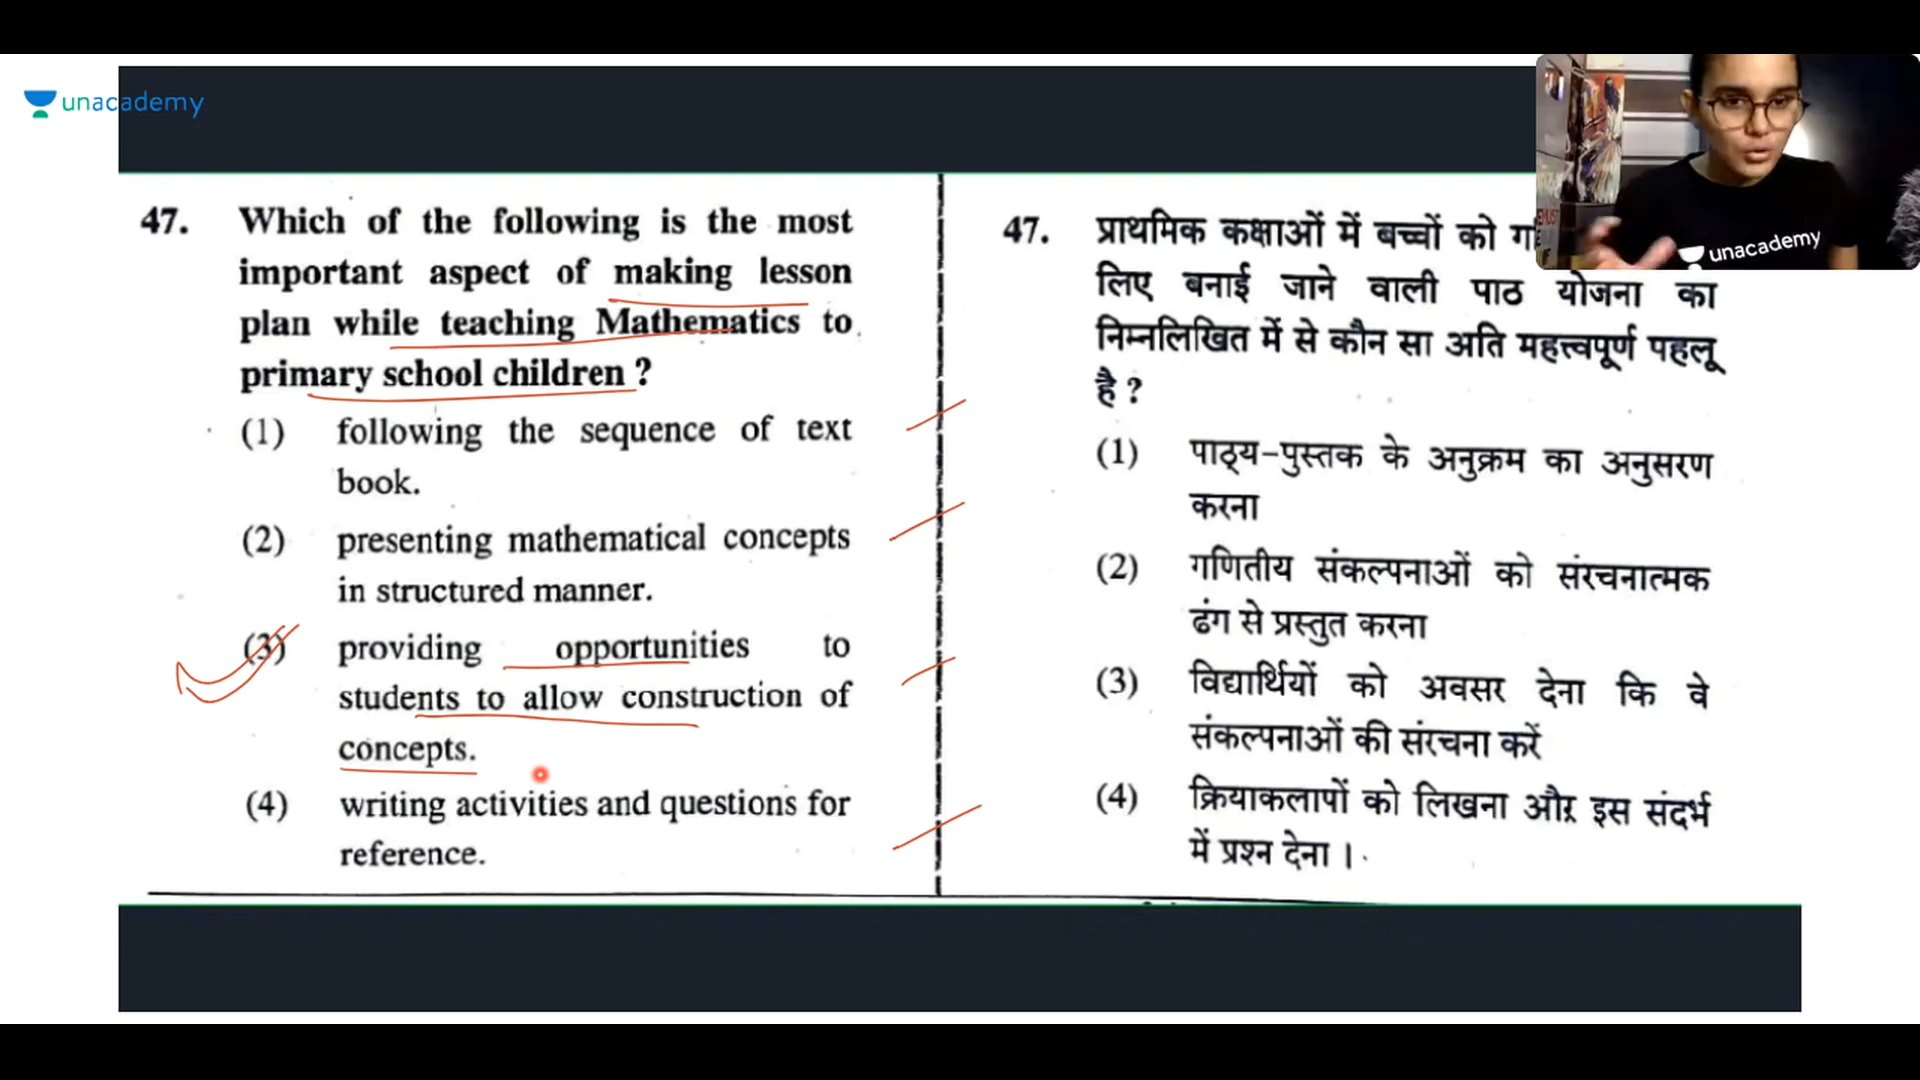 unacademy
47. Which of the following is the most
important aspect of making lesson
plan while teaching Mathematics to
primary school children ?
(1) following the sequence of text
book.
(2) presenting mathematical concepts
in structured manner.
(3) providing opportunities to
students to allow construction of
concepts.
(4) writing activities and questions for
reference.
47. प्राथमिक कक्षाओं में बच्चों को
लिए बनाई जाने वाली पाठ योजना का
निम्नलिखित में से कौन सा अति महत्त्वपूर्ण पहलू
है ?
(1) पाठ्य-पुस्तक के अनुक्रम का अनुसरण
करना
(2) गणितीय संकल्पनाओं को संरचनात्मक
ढंग से प्रस्तुत करना
(3) विद्यार्थियों को अवसर देना कि वे
संकल्पनाओं की संरचना करें
(4) क्रियाकलापों को लिखना और इस संदर्भ
में प्रश्न देना ।
unacademy